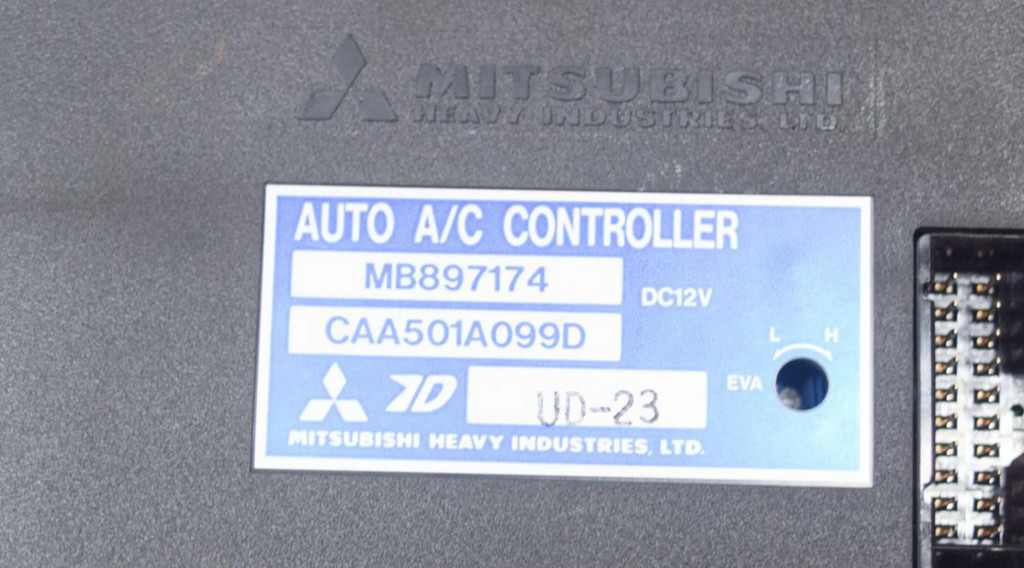 MITSUBISHI
HEAVY INDUSTRIES, LTD.
AUTO A/C CONTROLLER
MB897174
DC12V
CAA501A099D
L H
EVA
UD-23
MITSUBISHI HEAVY INDUSTRIES, LTD.